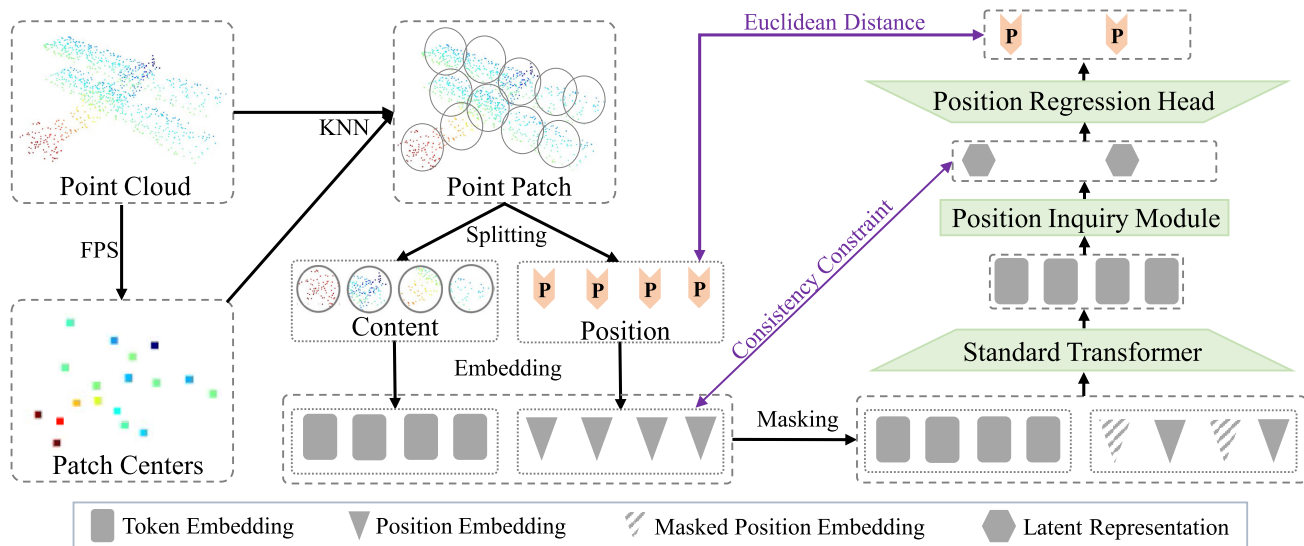 Point Cloud
FPS
Patch Centers
KNN
Point Patch
Splitting
Content
P P P P
Position
Embedding
Masking
Euclidean Distance
Consistency Constraint
P P
Position Regression Head
Position Inquiry Module
Standard Transformer
Token Embedding
Position Embedding
Masked Position Embedding
Latent Representation